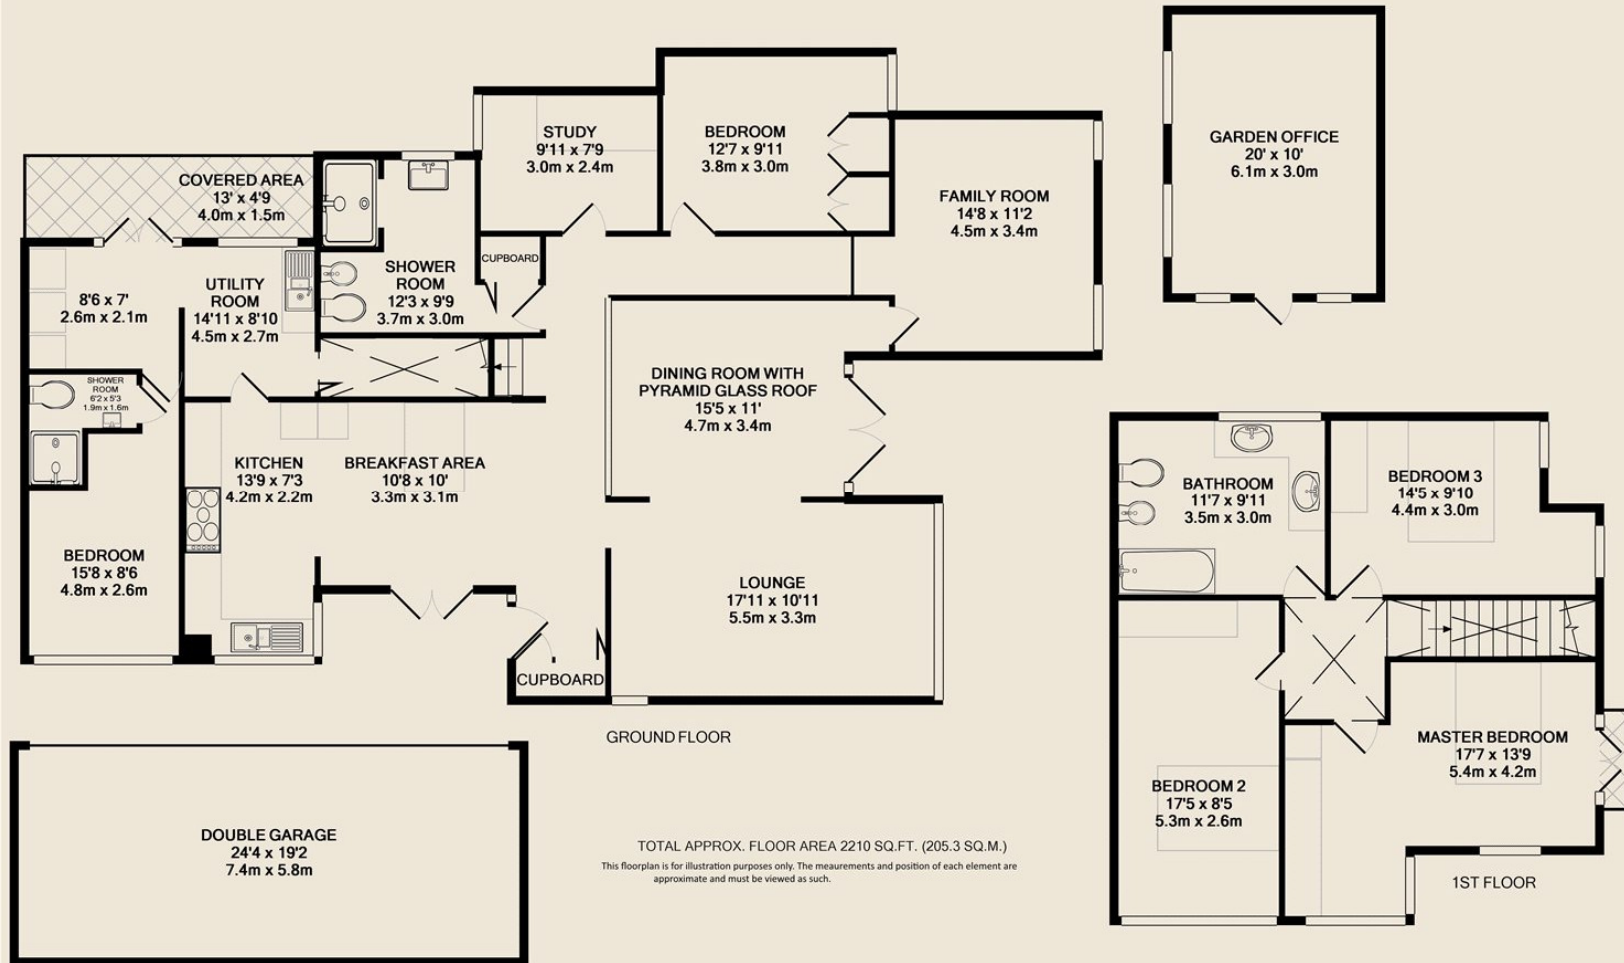 GARDEN OFFICE
20' x 10'
6.1m x 3.0m
STUDY
9'11 x 7'9
3.0m x 2.4m
BEDROOM
12'7 x 9'11
3.8m x 3.0m
FAMILY ROOM
14'8 x 11'2
4.5m x 3.4m
COVERED AREA
13' x 4'9
4.0m x 1.5m
CUPBOARD
SHOWER
ROOM
12'3 x 9'9
3.7m x 3.0m
UTILITY
ROOM
14'11 x 8'10
4.5m x 2.7m
8'6 x 7'
2.6m x 2.1m
SHOWER
ROOM
6'2 x 5'3
1.9m x 1.6m
DINING ROOM WITH
PYRAMID GLASS ROOF
15'5 x 11'
4.7m x 3.4m
KITCHEN
13'9 x 7'3
4.2m x 2.2m
BREAKFAST AREA
10'8 x 10'
3.3m x 3.1m
BEDROOM
15'8 x 8'6
4.8m x 2.6m
LOUNGE
17'11 x 10'11
5.5m x 3.3m
CUPBOARD
GROUND FLOOR
BATHROOM
11'7 x 9'11
3.5m x 3.0m
BEDROOM 3
14'5 x 9'10
4.4m x 3.0m
MASTER BEDROOM
17'7 x 13'9
5.4m x 4.2m
BEDROOM 2
17'5 x 8'5
5.3m x 2.6m
1ST FLOOR
DOUBLE GARAGE
24'4 x 19'2
7.4m x 5.8m
TOTAL APPROX. FLOOR AREA 2210 SQ.FT. (205.3 SQ.M.)
This floorplan is for illustration purposes only. The meaurements and position of each element are
approximate and must be viewed as such.